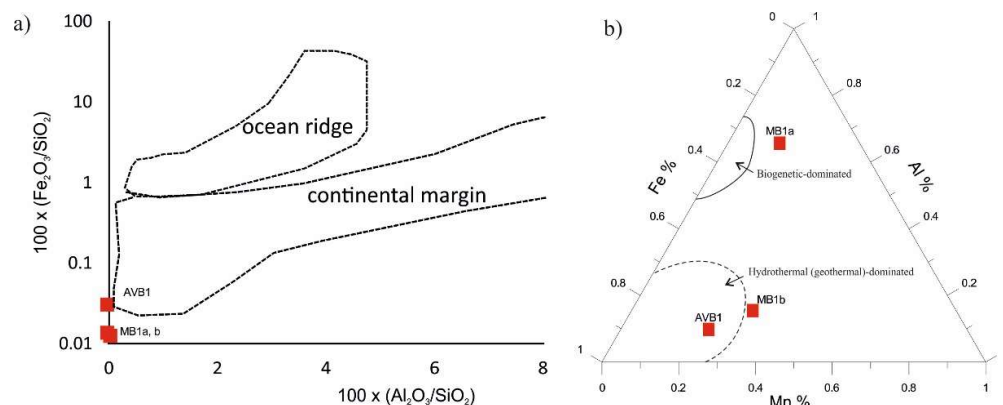 a)
100 x (Fe2O3/SiO2)
100
10
1
0.1
0.01
ocean ridge
continental margin
AVB1
MB1a, b
0 2 4 6 8
100 x (Al2O3/SiO2)
b)
0 1
0.2 0.8
MB1a
Fe % Al %
0.4 0.6
Biogenetic-dominated
0.6 0.4
0.8 0.2
Hydrothermal (geothermal)-dominated
MB1b
AVB1
1
0 0.2 0.4 0.6 0.8 1
Mn %